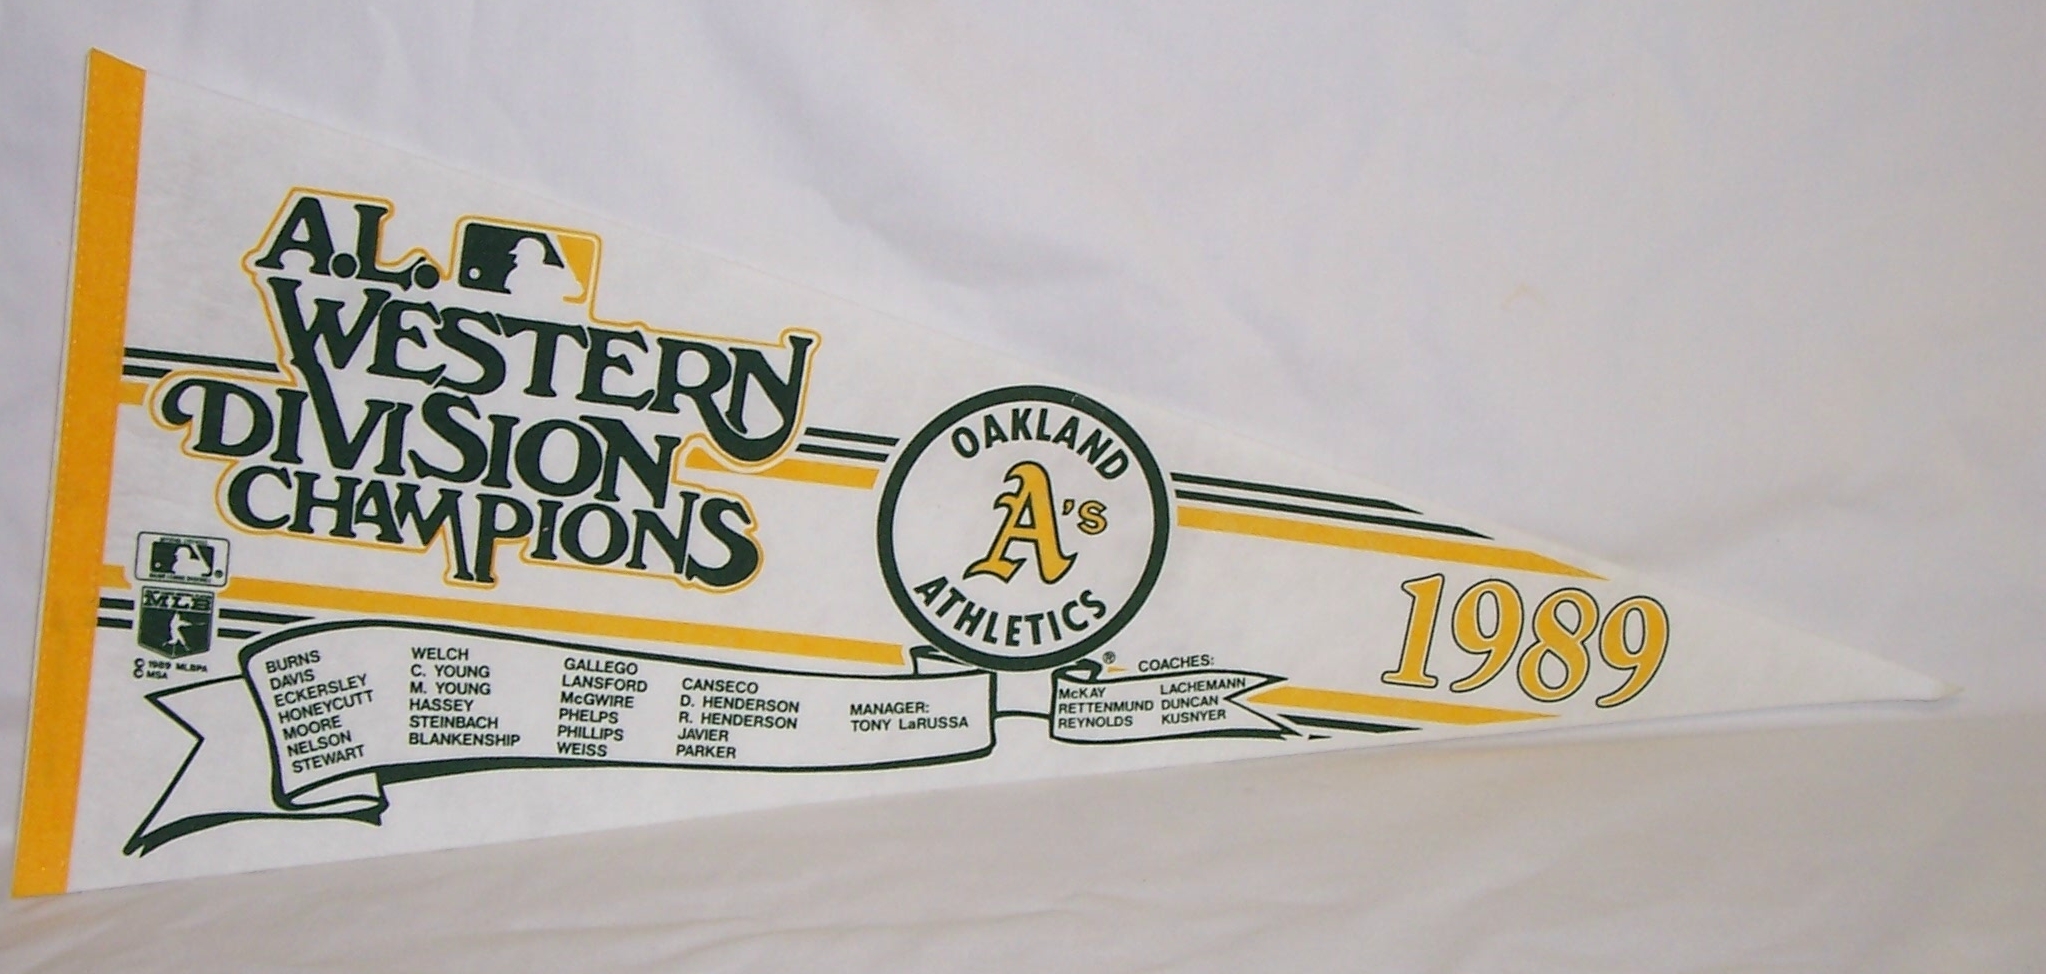 A.L.
WESTERN
DIVISION
CHAMPIONS
OAKLAND
A's
ATHLETICS
1989
MLB
© 1989 MLBPA
© MSA
BURNS
DAVIS
ECKERSLEY
HONEYCUTT
MOORE
NELSON
STEWART
WELCH
C. YOUNG
M. YOUNG
HASSEY
STEINBACH
BLANKENSHIP
GALLEGO
LANSFORD
McGWIRE
PHELPS
PHILLIPS
WEISS
CANSECO
D. HENDERSON
R. HENDERSON
JAVIER
PARKER
MANAGER:
TONY LaRUSSA
®
COACHES:
McKAY
RETTENMUND
REYNOLDS
LACHEMANN
DUNCAN
KUSNYER